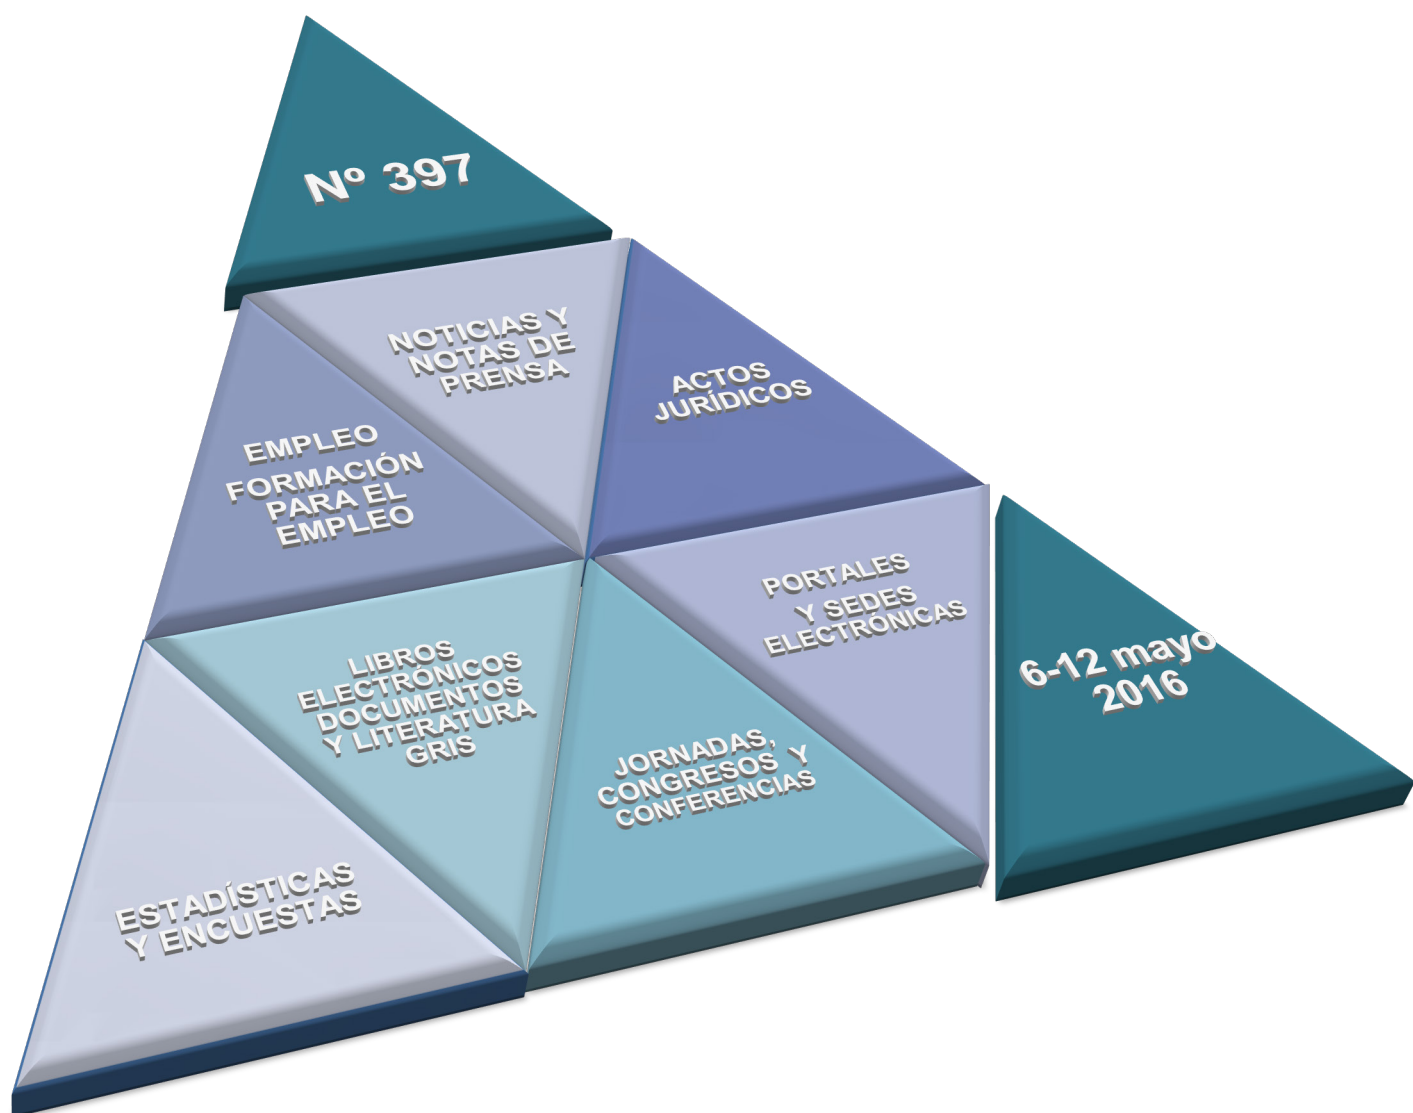 Nº 397
NOTICIAS Y
NOTAS DE
PRENSA
ACTOS
JURÍDICOS
EMPLEO
FORMACIÓN
PARA EL
EMPLEO
PORTALES
Y SEDES
ELECTRÓNICAS
6-12 mayo
2016
LIBROS
ELECTRÓNICOS
DOCUMENTOS
Y LITERATURA
GRIS
JORNADAS,
CONGRESOS Y
CONFERENCIAS
ESTADÍSTICAS
Y ENCUESTAS